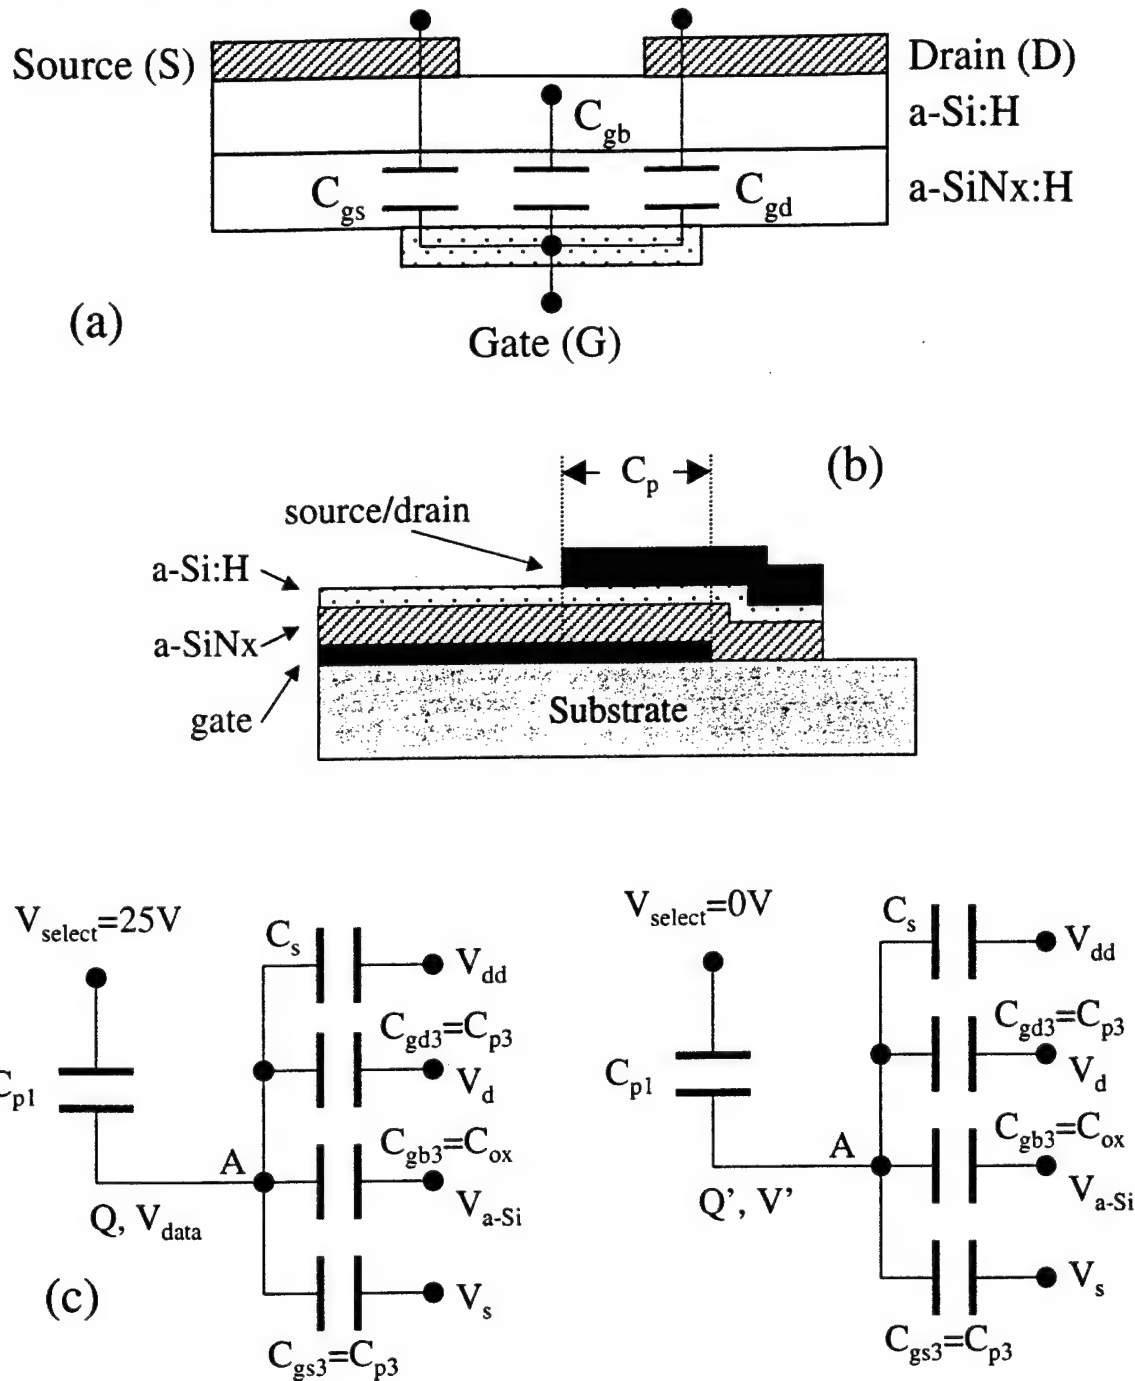 Source (S)
Drain (D)
a-Si:H
C_gb
C_gs
C_gd
a-SiNx:H
(a)
Gate (G)
(b)
C_p
source/drain
a-Si:H
a-SiNx
gate
Substrate
V_select=25V
C_s
V_dd
C_gd3=C_p3
V_d
C_p1
C_gb3=C_ox
A
V_a-Si
Q, V_data
V_s
C_gs3=C_p3
(c)
V_select=0V
C_s
V_dd
C_gd3=C_p3
V_d
C_p1
C_gb3=C_ox
A
V_a-Si
Q', V'
V_s
C_gs3=C_p3